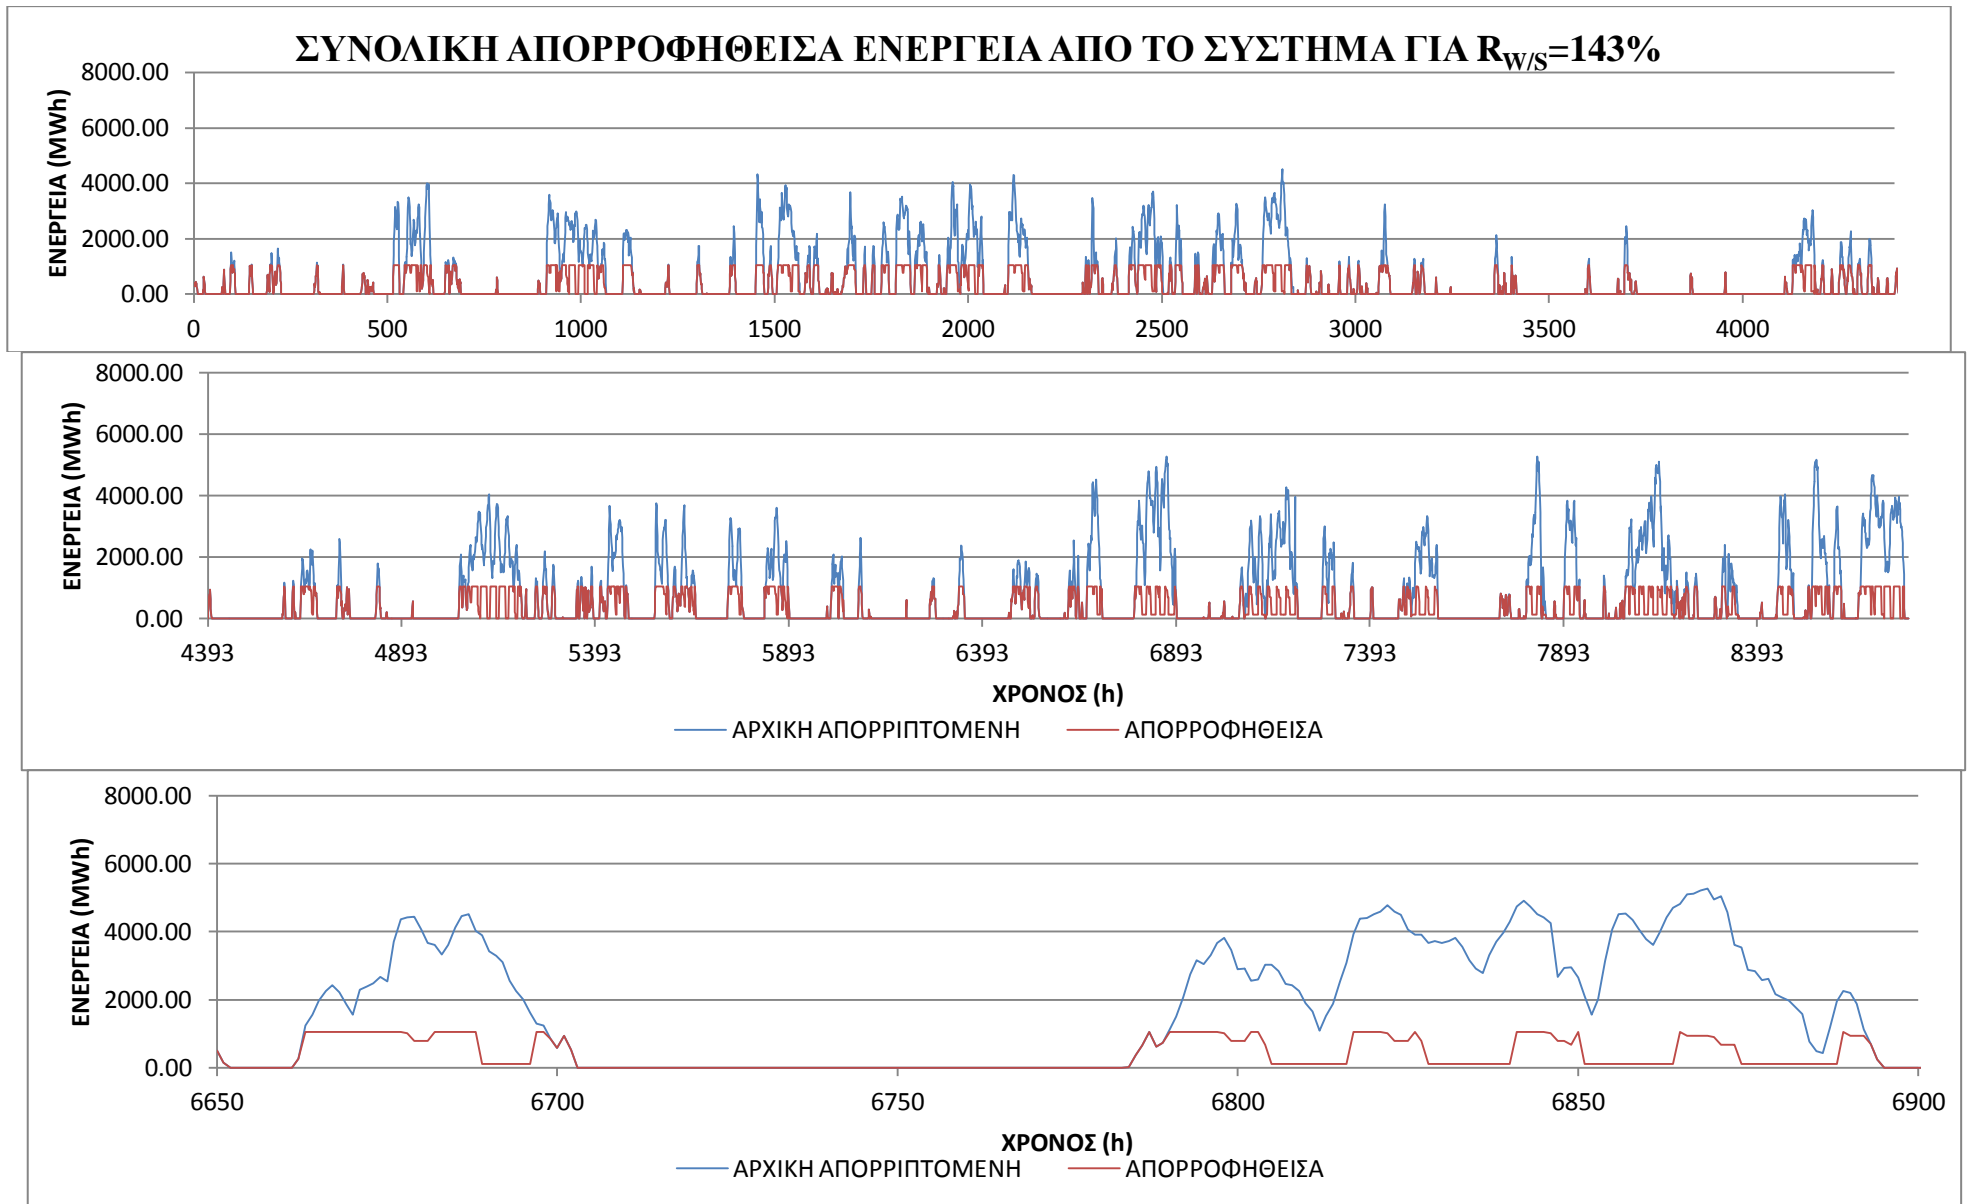 ΣΥΝΟΛΙΚΗ ΑΠΟΡΡΟΦΗΘΕΙΣΑ ΕΝΕΡΓΕΙΑ ΑΠΟ ΤΟ ΣΥΣΤΗΜΑ ΓΙΑ R_W/S=143%
ΕΝΕΡΓΕΙΑ (MWh)
8000.00
6000.00
4000.00
2000.00
0.00
0 500 1000 1500 2000 2500 3000 3500 4000
ΕΝΕΡΓΕΙΑ (MWh)
8000.00
6000.00
4000.00
2000.00
0.00
4393 4893 5393 5893 6393 6893 7393 7893 8393
ΧΡΟΝΟΣ (h)
ΑΡΧΙΚΗ ΑΠΟΡΡΙΠΤΟΜΕΝΗ ΑΠΟΡΡΟΦΗΘΕΙΣΑ
ΕΝΕΡΓΕΙΑ (MWh)
8000.00
6000.00
4000.00
2000.00
0.00
6650 6700 6750 6800 6850 6900
ΧΡΟΝΟΣ (h)
ΑΡΧΙΚΗ ΑΠΟΡΡΙΠΤΟΜΕΝΗ ΑΠΟΡΡΟΦΗΘΕΙΣΑ